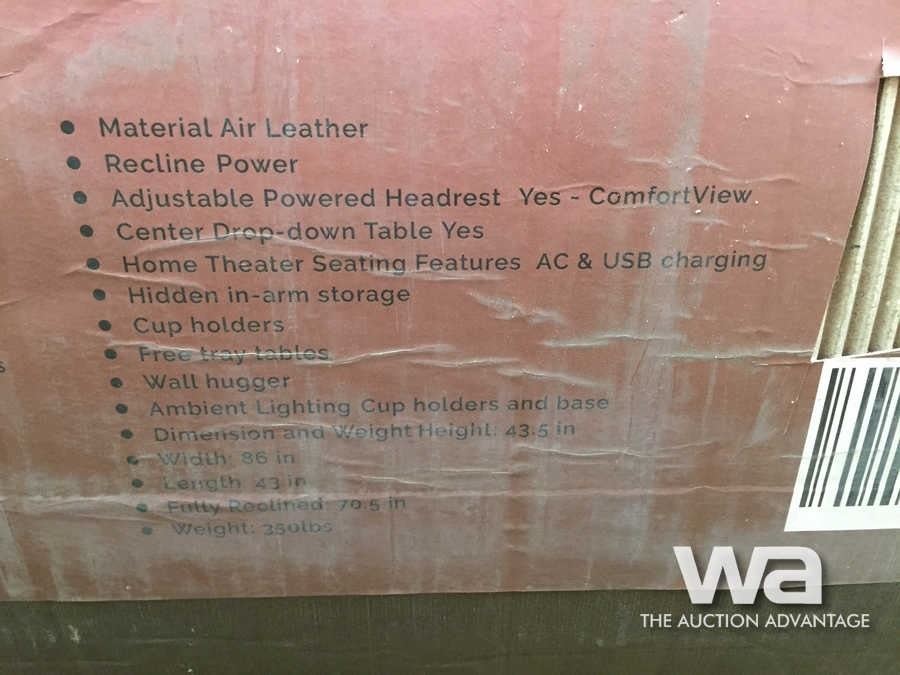 • Material Air Leather
• Recline Power
• Adjustable Powered Headrest Yes - ComfortView
• Center Drop-down Table Yes
• Home Theater Seating Features AC & USB charging
• Hidden in-arm storage
• Cup holders
• Free tray tables
s
• Wall hugger
• Ambient Lighting Cup holders and base
• Dimension and Weight Height: 43.5 in
• Width: 86 in
• Length 43 in
• Fully Reclined: 70.5 in
• Weight: 350lbs
wa
THE AUCTION ADVANTAGE